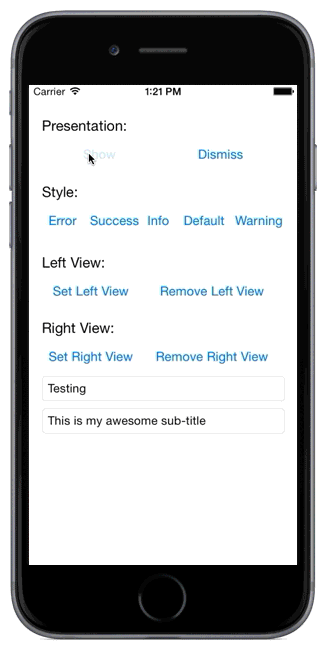 Carrier 1:21 PM
Presentation:
Show Dismiss
Style:
Error Success Info Default Warning
Left View:
Set Left View Remove Left View
Right View:
Set Right View Remove Right View
Testing
This is my awesome sub-title